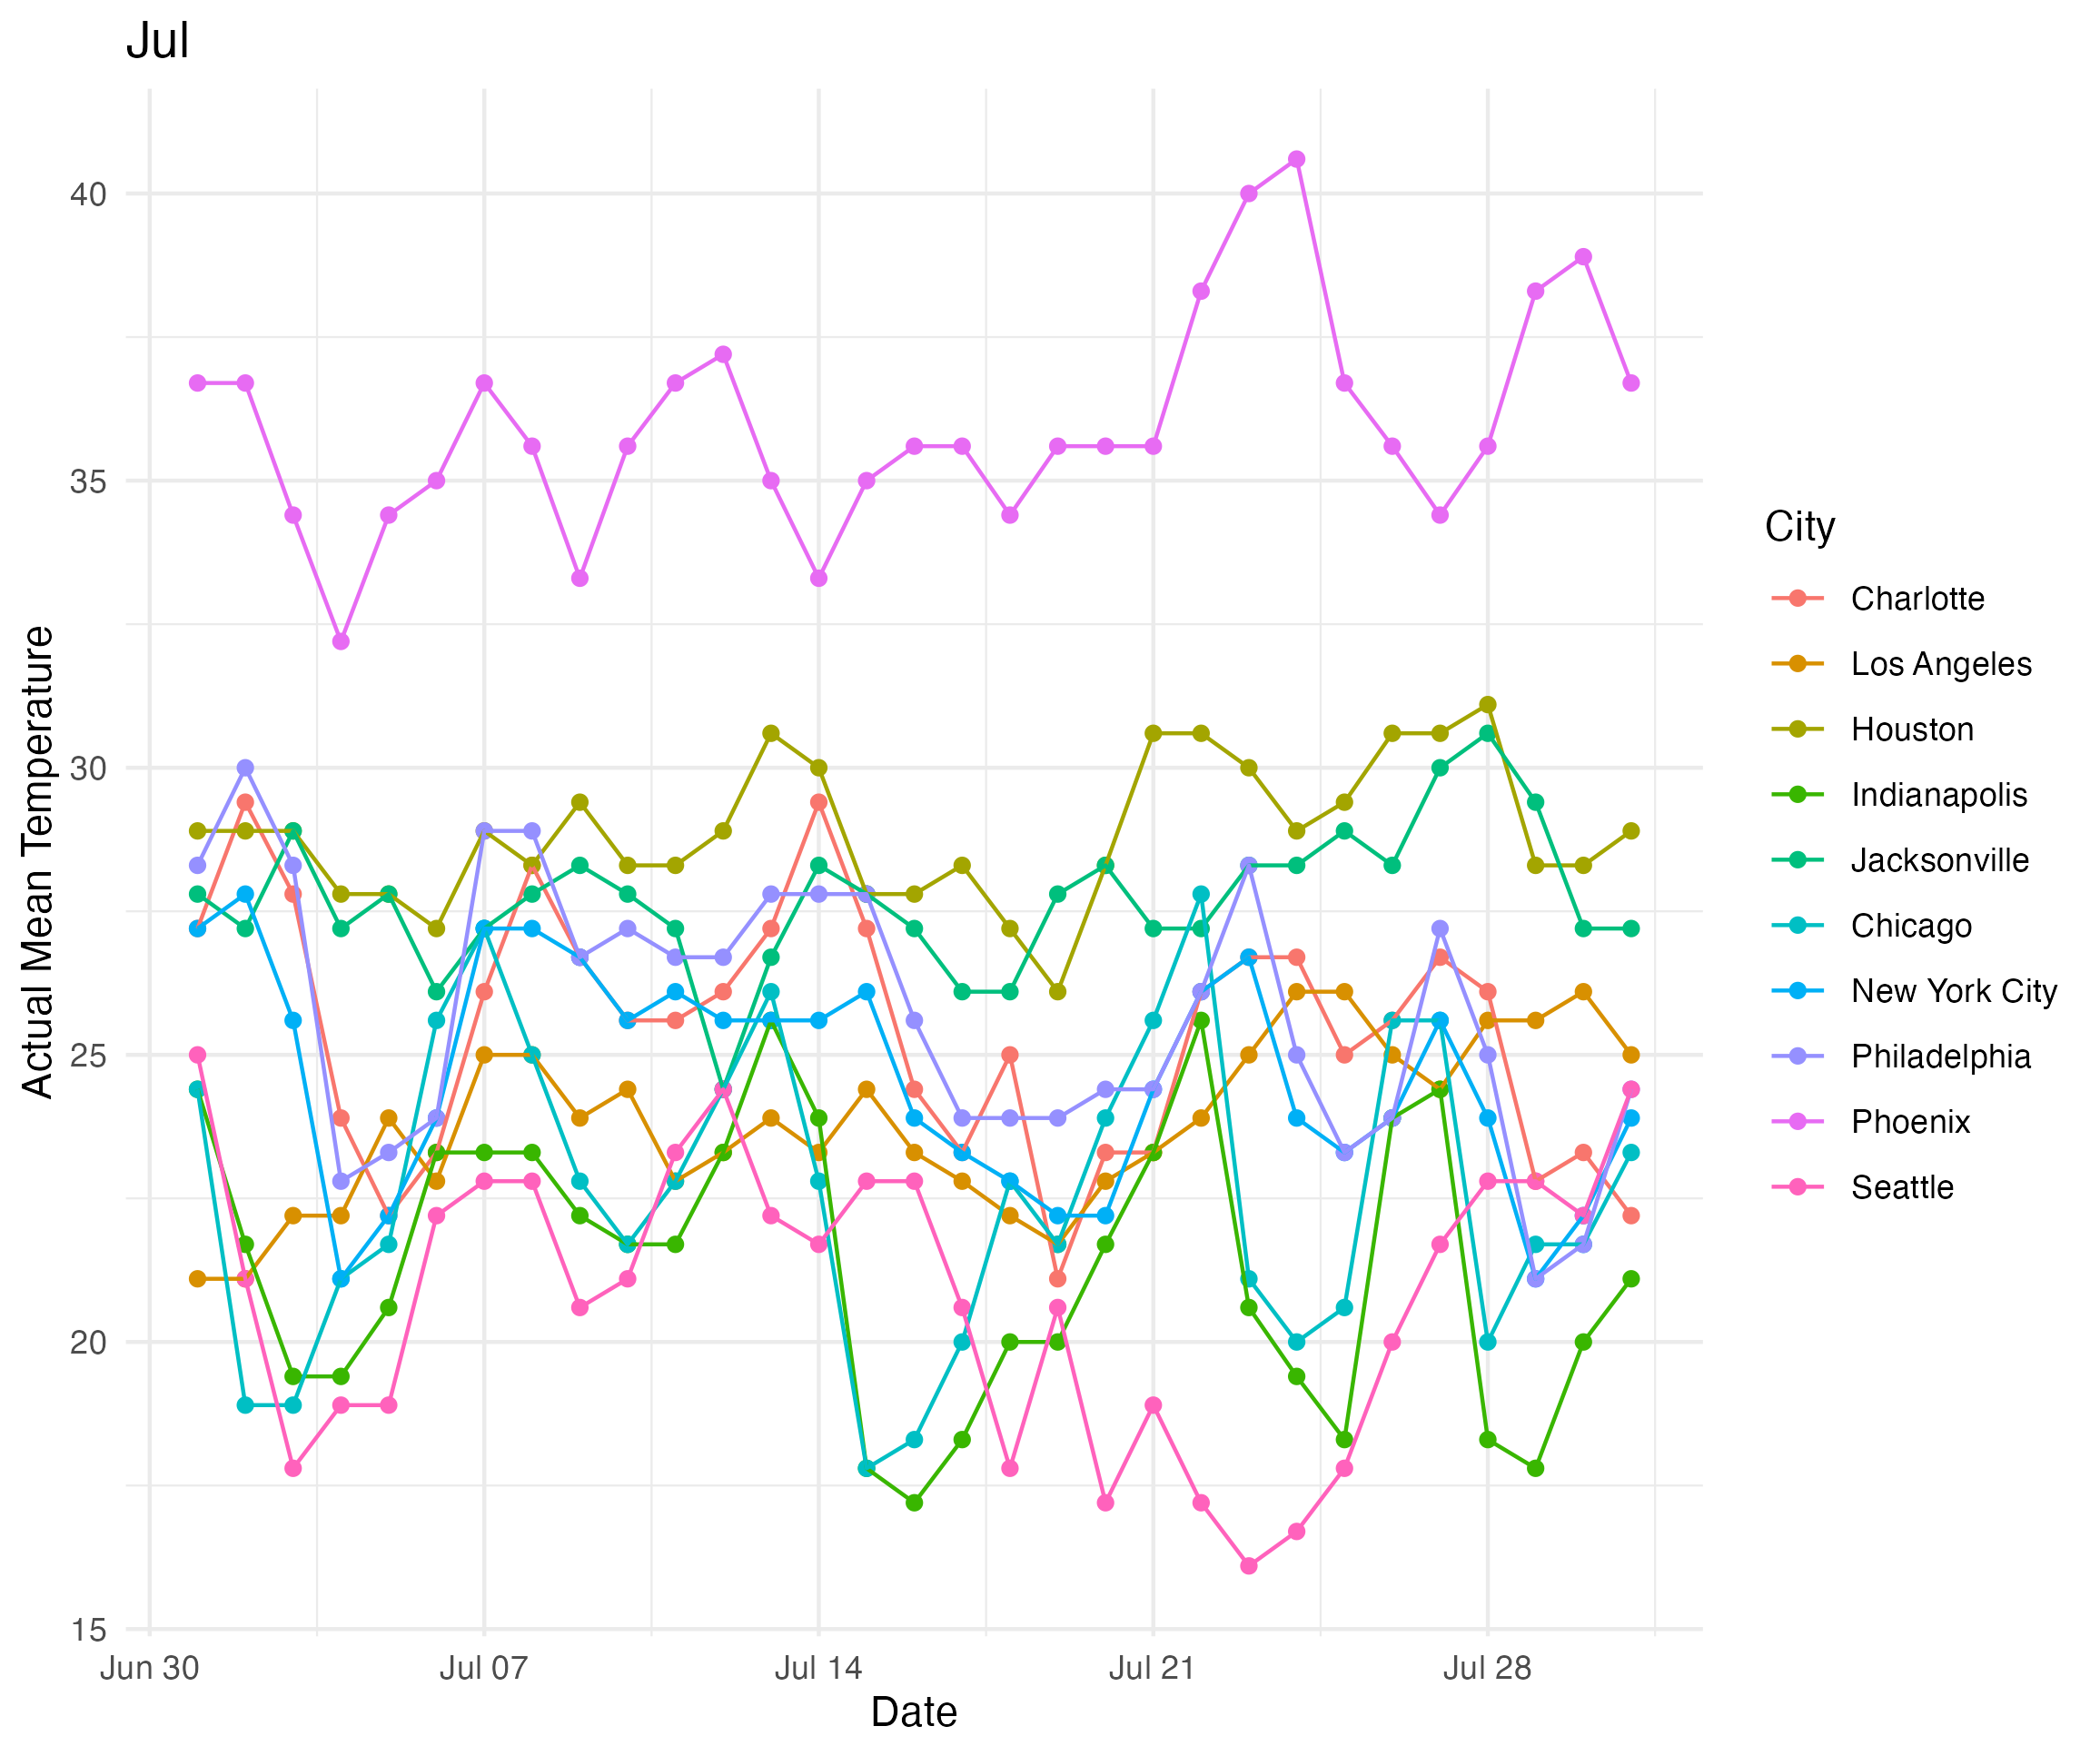 Jul
Actual Mean Temperature
40
35
30
25
20
15
Jun 30
Jul 07
Jul 14
Jul 21
Jul 28
Date
City
Charlotte
Los Angeles
Houston
Indianapolis
Jacksonville
Chicago
New York City
Philadelphia
Phoenix
Seattle